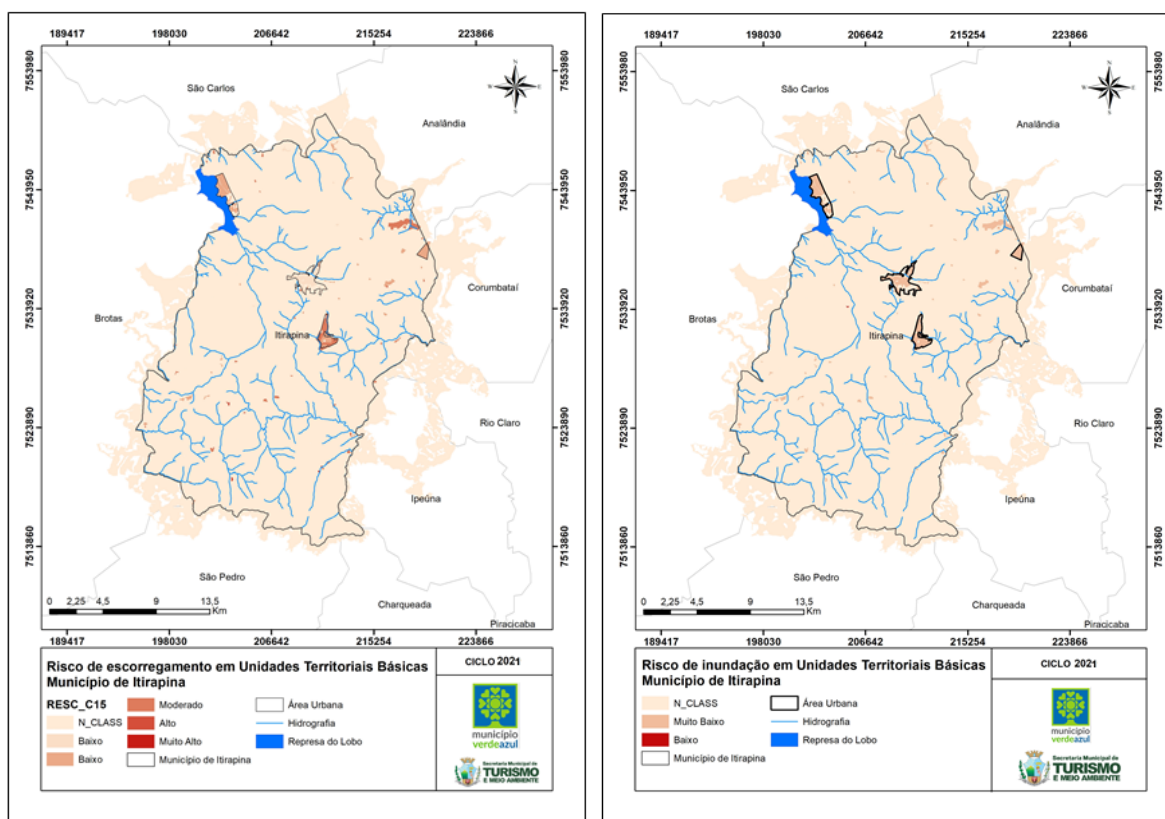 189417 198030 206642 215254 223866
7553980 7553980
São Carlos
Analândia
7543950 7543950
Corumbataí
Brotas
7533920 7533920
Itirapina
Rio Claro
7523890 7523890
Ipeúna
7513860 7513860
São Pedro
0 2,25 4,5 9 13,5
Km
Charqueada
Piracicaba
189417 198030 206642 215254 223866
Risco de escorregamento em Unidades Territoriais Básicas
Município de Itirapina
RESC_C15
N_CLASS
Baixo
Baixo
Moderado
Alto
Muito Alto
Município de Itirapina
Área Urbana
Hidrografia
Represa do Lobo
CICLO 2021
município
verdeazul
Secretaria Municipal de
TURISMO
E MEIO AMBIENTE
189417 198030 206642 215254 223866
7553980 7553980
São Carlos
Analândia
7543950 7543950
Corumbataí
Brotas
7533920 7533920
Itirapina
Rio Claro
7523890 7523890
Ipeúna
7513860 7513860
São Pedro
0 2,25 4,5 9 13,5
Km
Charqueada
Piracicaba
189417 198030 206642 215254 223866
Risco de inundação em Unidades Territoriais Básicas
Município de Itirapina
N_CLASS
Muito Baixo
Baixo
Município de Itirapina
Área Urbana
Hidrografia
Represa do Lobo
CICLO 2021
município
verdeazul
Secretaria Municipal de
TURISMO
E MEIO AMBIENTE